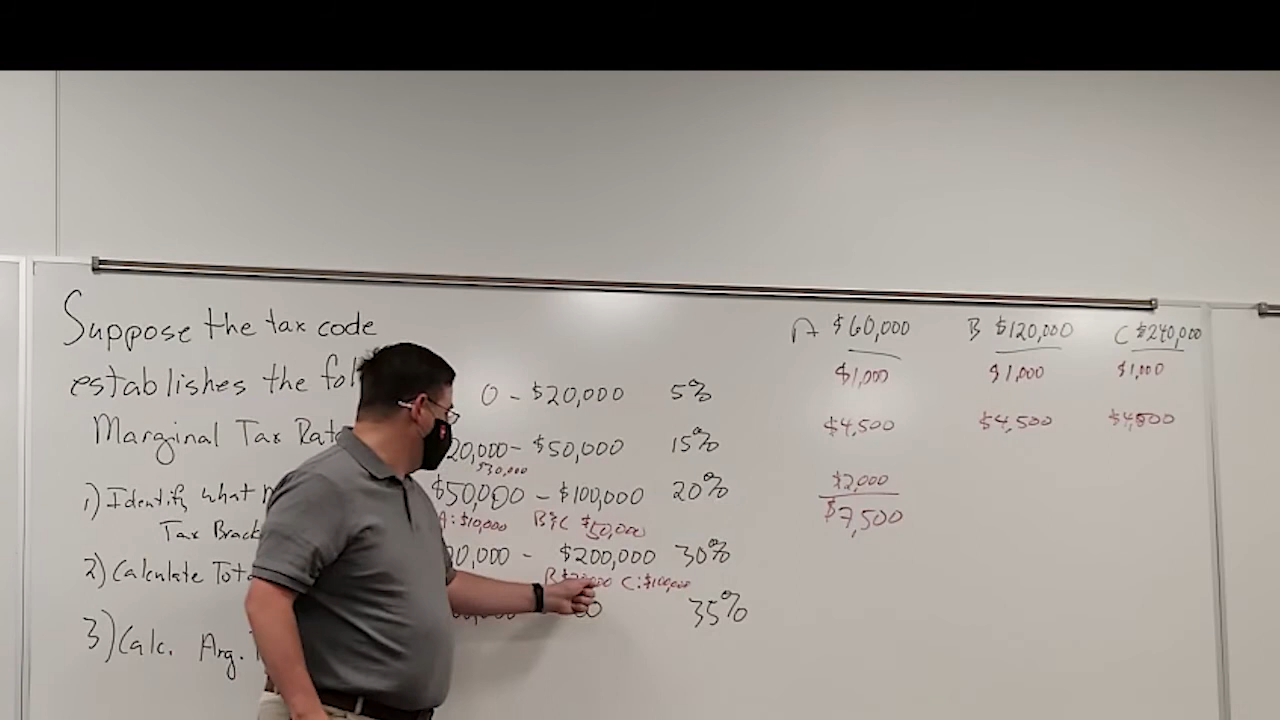 Suppose the tax code
establishes the fol
Marginal Tax Rat
1) Identify what
Tax Brack
2) Calculate Tot
3) Calc. Avg.
0 - $20,000 5%
20,000 - $50,000 15%
$30,000
$50,000 - $100,000 20%
A: $10,000 B&C $50,000
00,000 - $200,000 30%
B C: $100,000
35%
A $60,000 B $120,000 C $240,000
$1,000 $1,000 $1,000
$4,500 $4,500 $4,500
$2,000
$7,500